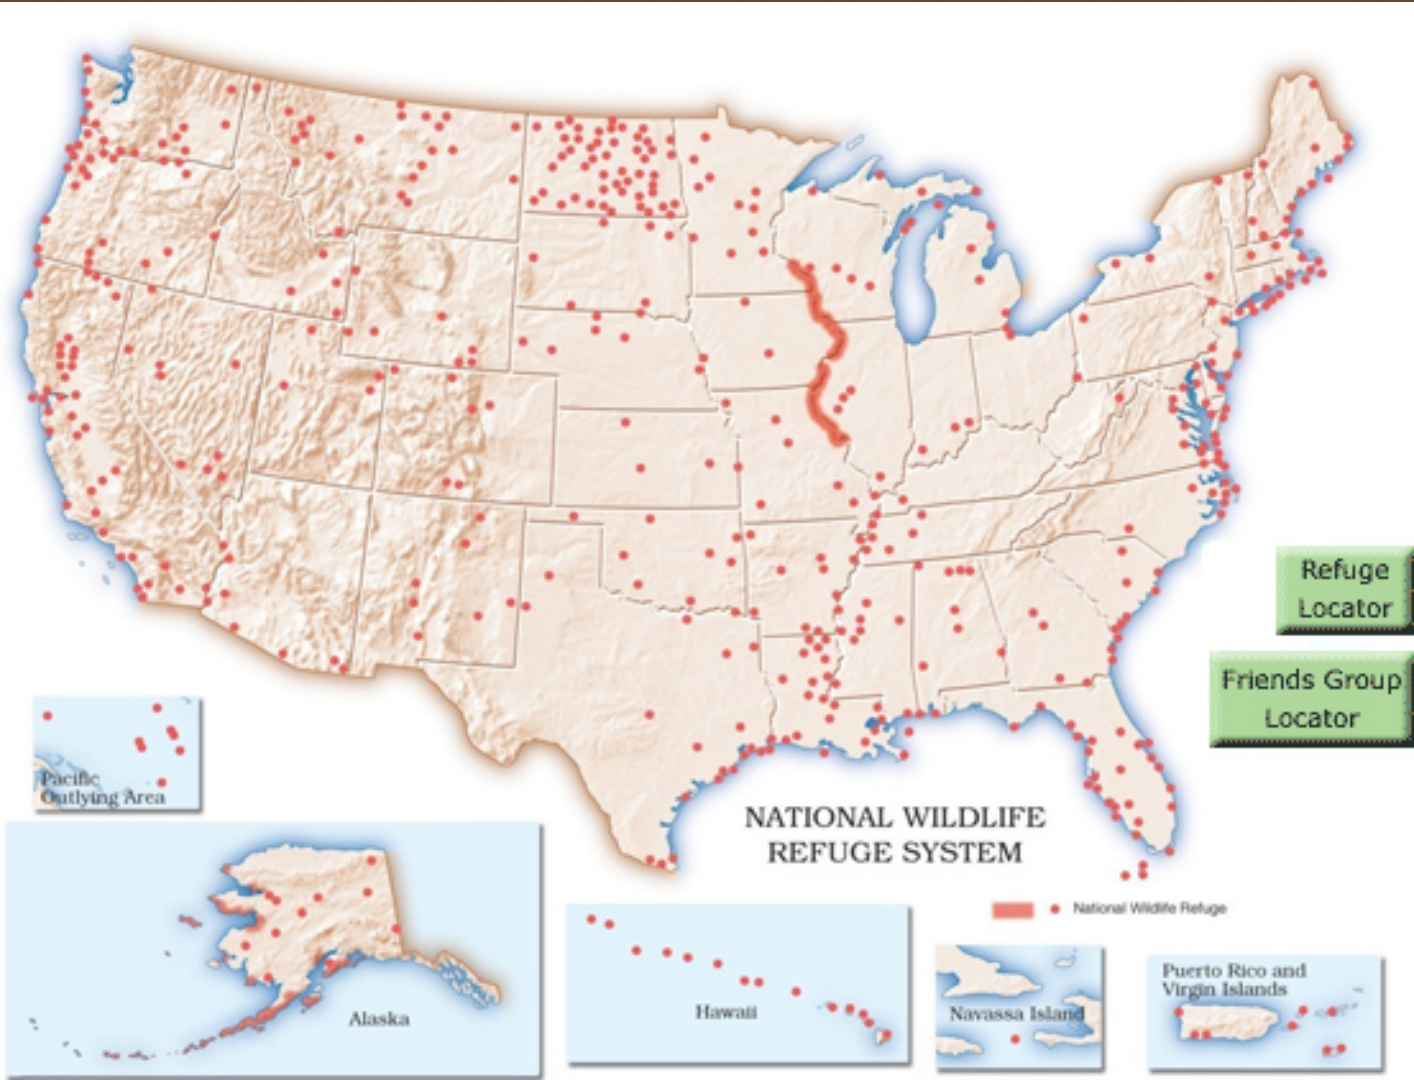 Refuge
Locator
Friends Group
Locator
Pacific
Outlying Area
NATIONAL WILDLIFE
REFUGE SYSTEM
National Wildlife Refuge
Alaska
Hawaii
Navassa Island
Puerto Rico and
Virgin Islands